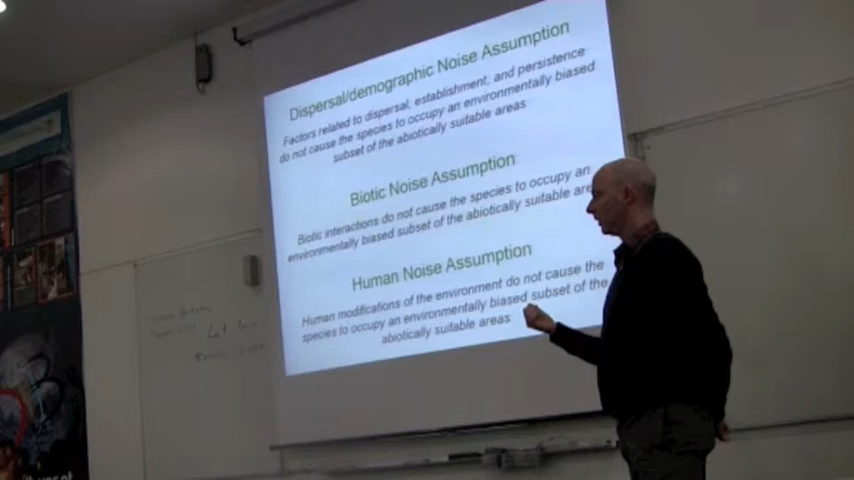 Dispersal/demographic Noise Assumption
Factors related to dispersal, establishment, and persistence
do not cause the species to occupy an environmentally biased
subset of the abiotically suitable areas
Biotic Noise Assumption
Biotic interactions do not cause the species to occupy an
environmentally biased subset of the abiotically suitable
Human Noise Assumption
Human modifications of the environment do not cause the
species to occupy an environmentally biased subset of the
abiotically suitable areas